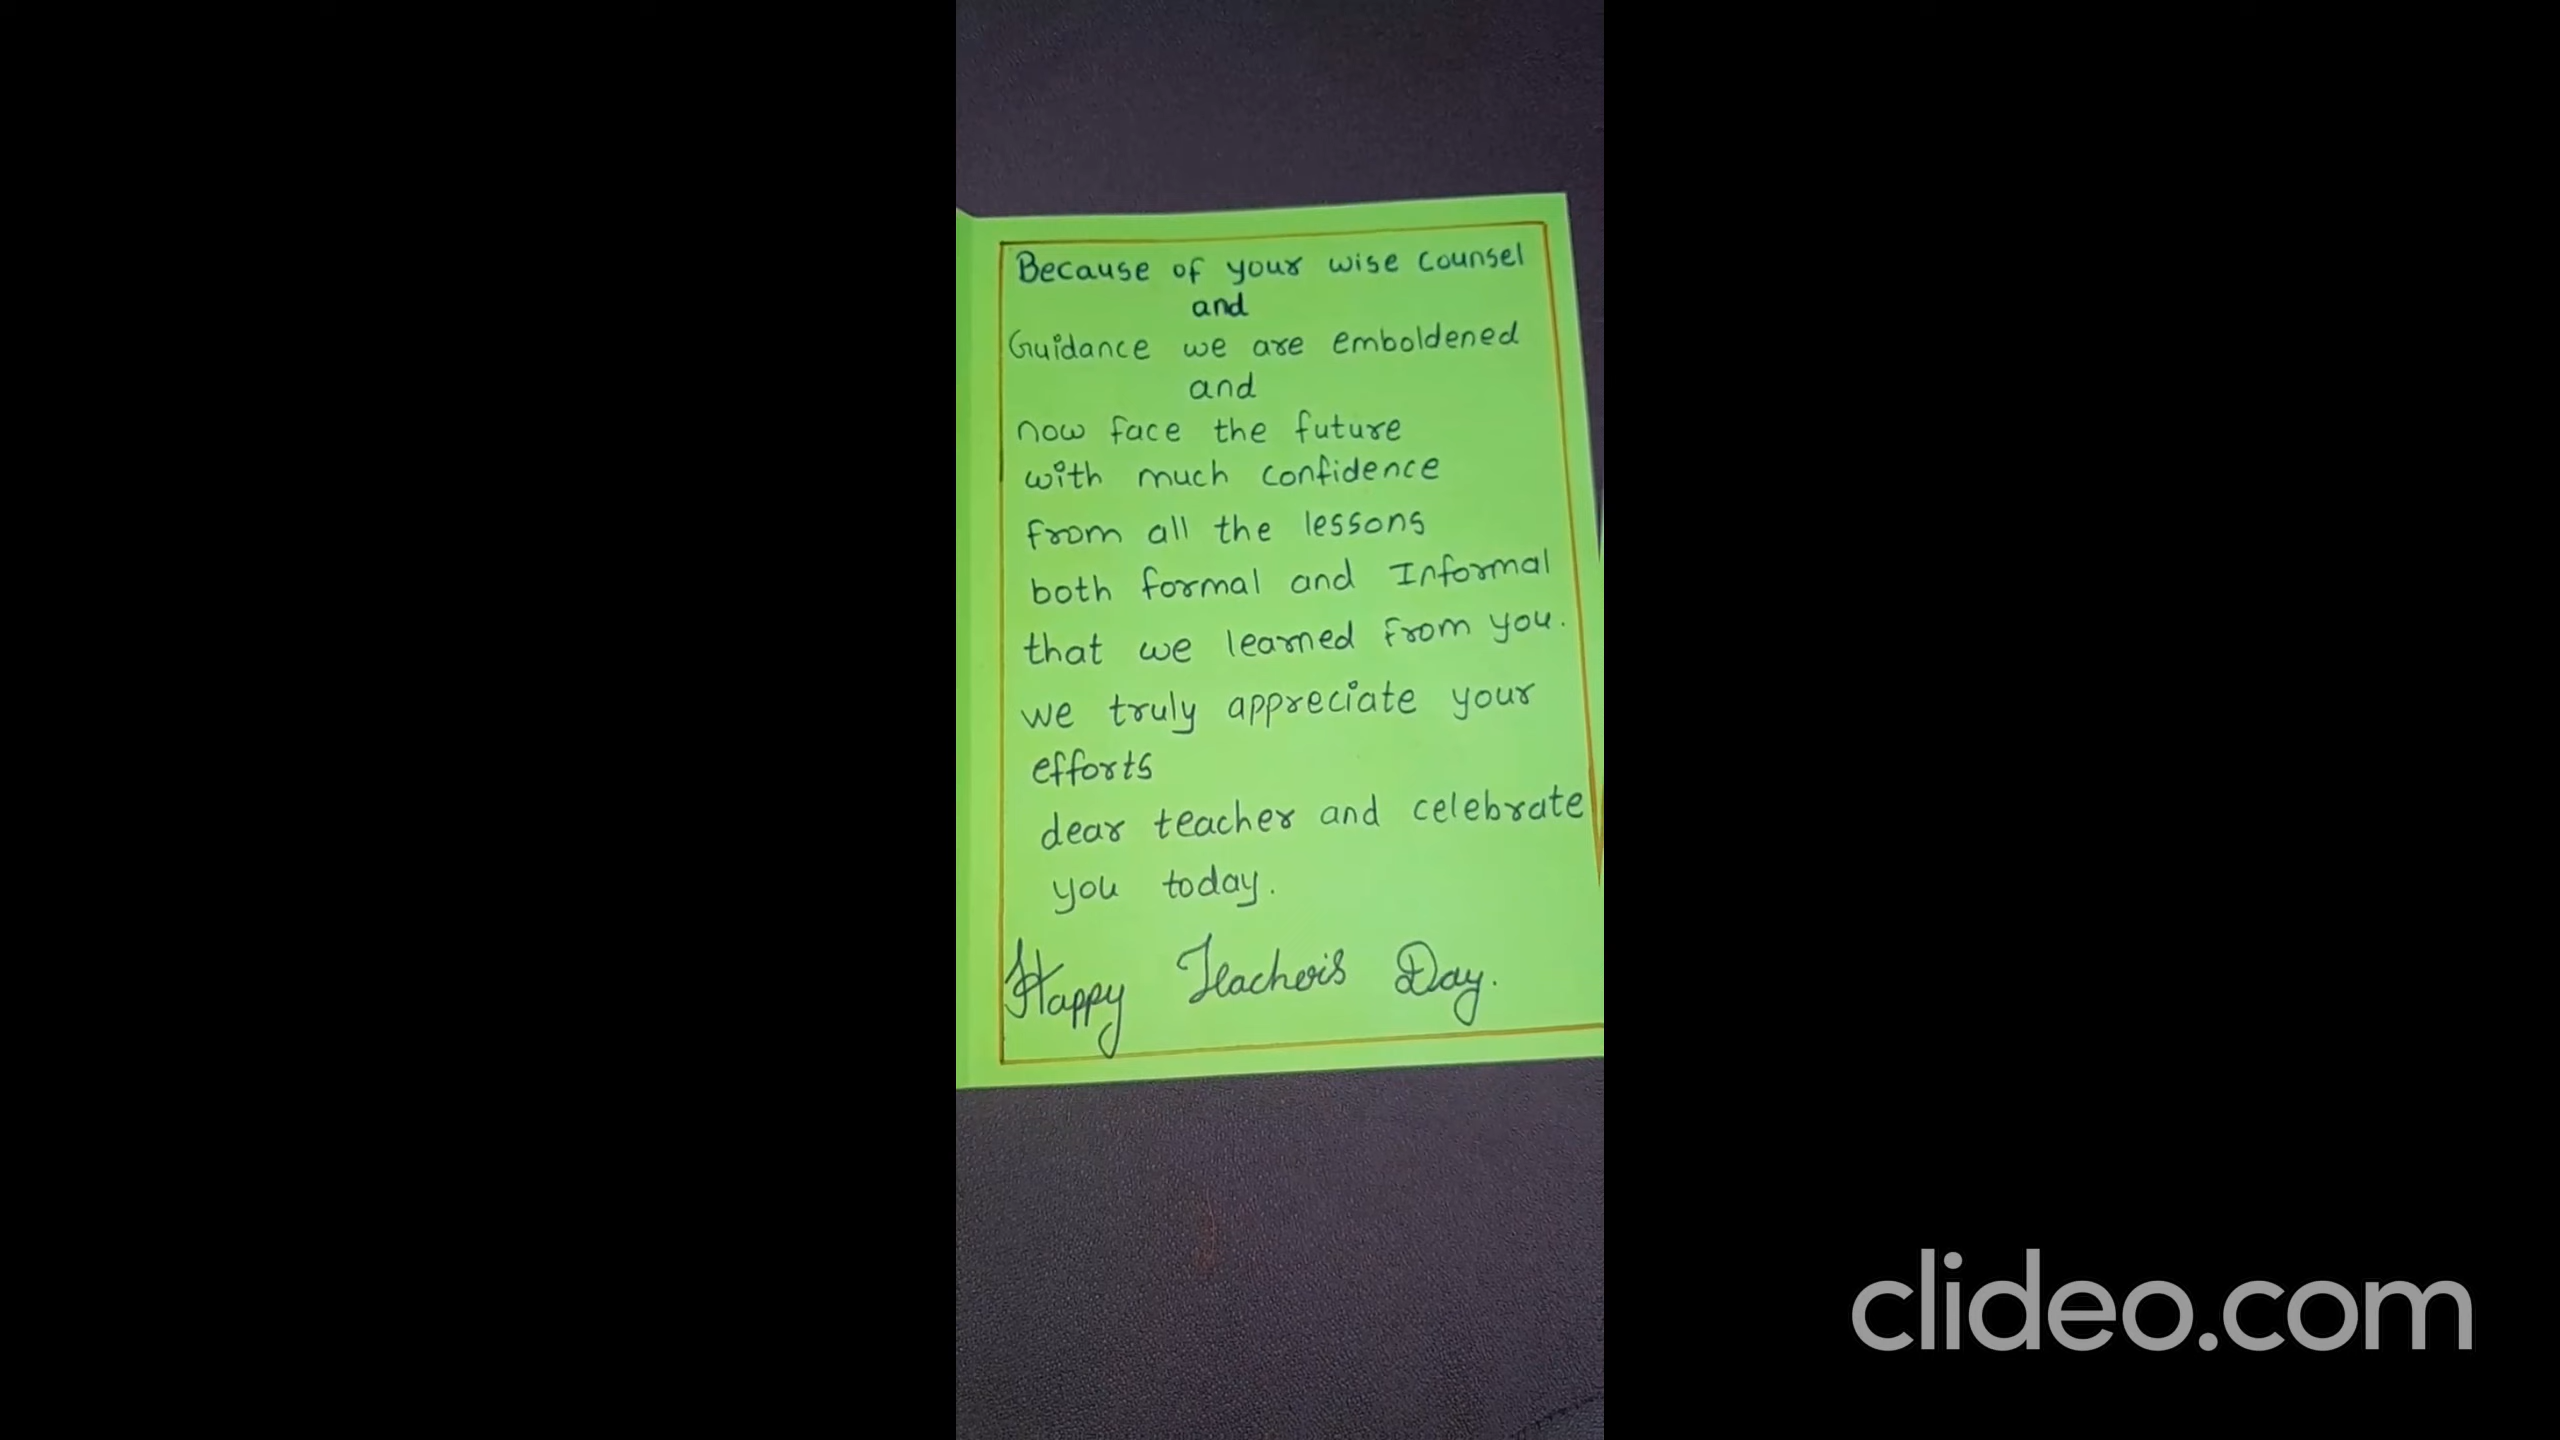 Because of your wise counsel
and
Guidance we are emboldened
and
now face the future
with much confidence
from all the lessons
both formal and Informal
that we learned from you.
we truly appreciate your
efforts
dear teacher and celebrate
you today.
Happy Teacher's Day.
clideo.com